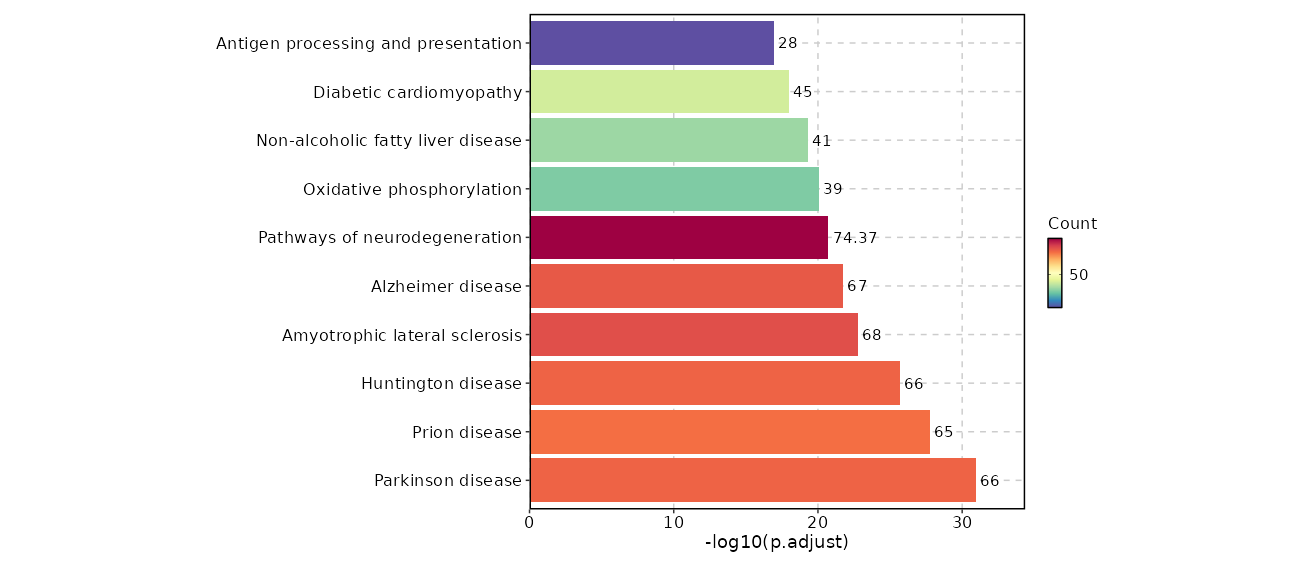 Antigen processing and presentation 28
Diabetic cardiomyopathy 45
Non-alcoholic fatty liver disease 41
Oxidative phosphorylation 39
Pathways of neurodegeneration 74.37
Alzheimer disease 67
Amyotrophic lateral sclerosis 68
Huntington disease 66
Prion disease 65
Parkinson disease 66
0 10 20 30
-log10(p.adjust)
Count
50